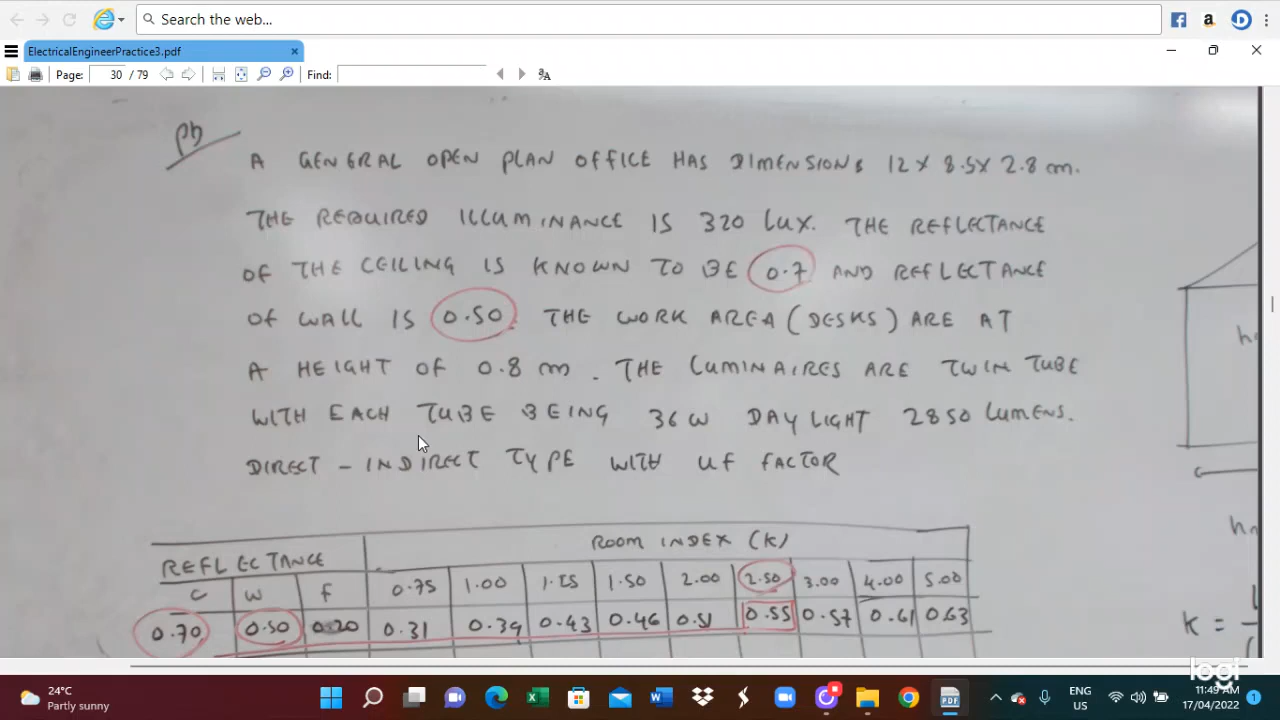 Search the web...
ElectricalEngineerPractice3.pdf
Page: 30 / 79 Find:
Pb
A GENERAL OPEN PLAN OFFICE HAS DIMENSIONS 12 X 8.5X 2.8 cm.
THE REQUIRED ILLUMINANCE IS 320 LUX. THE REFLECTANCE
OF THE CEILING IS KNOWN TO BE 0.7 AND REFLECTANCE
OF WALL IS 0.50. THE WORK AREA (DESKS) ARE AT
A HEIGHT OF 0.8 m. THE LUMINAIRES ARE TWIN TUBE
WITH EACH TUBE BEING 36W DAY LIGHT 2850 LUMENS.
DIRECT - INDIRECT TYPE WITH UF FACTOR
REFLECTANCE ROOM INDEX (K)
C W F 0.75 1.00 1.25 1.50 2.00 2.50 3.00 4.00 5.00
0.70 0.50 0.20 0.31 0.39 0.43 0.46 0.51 0.55 0.57 0.61 0.63
K =
logi
24°C
Partly sunny
ENG
US
11:49 AM
17/04/2022